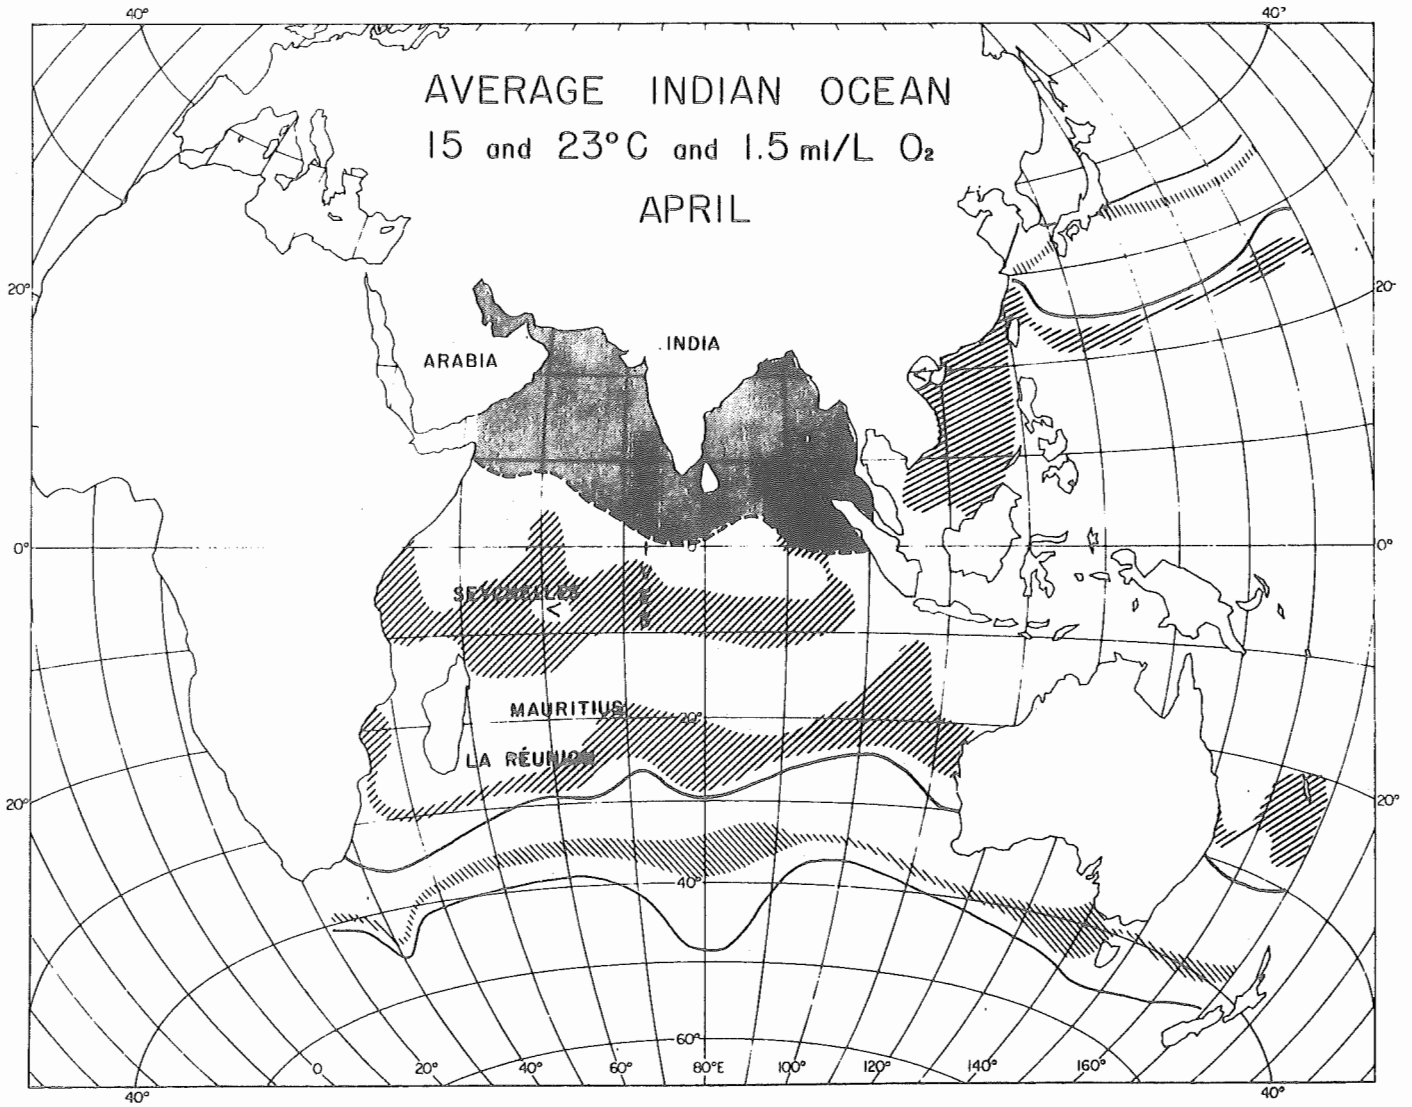 40° 40°
AVERAGE INDIAN OCEAN
15 and 23°C and 1.5 ml/L O₂
APRIL
20° 20°
ARABIA
INDIA
0° 0° 0°
SEYCHELLES
MAURITIUS
20°
LA RÉUNION
20° 20°
40°
60°
0 20° 40° 60° 80°E 100° 120° 140° 160°
40° 40°